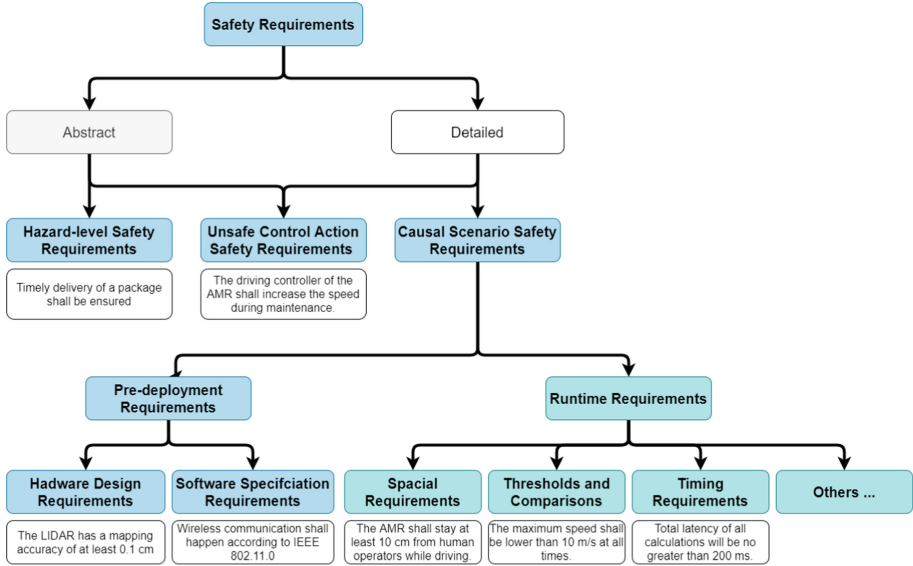 Safety Requirements
Abstract
Detailed
Hazard-level Safety
Requirements
Unsafe Control Action
Safety Requirements
Causal Scenario Safety
Requirements
Timely delivery of a package
shall be ensured
The driving controller of the
AMR shall increase the speed
during maintenance.
Pre-deployment
Requirements
Runtime Requirements
Hadware Design
Requirements
Software Specifciation
Requirements
Spacial
Requirements
Thresholds and
Comparisons
Timing
Requirements
Others ...
The LIDAR has a mapping
accuracy of at least 0.1 cm
Wireless communication shall
happen according to IEEE
802.11.0
The AMR shall stay at
least 10 cm from human
operators while driving.
The maximum speed shall
be lower than 10 m/s at all
times.
Total latency of all
calculations will be no
greater than 200 ms.